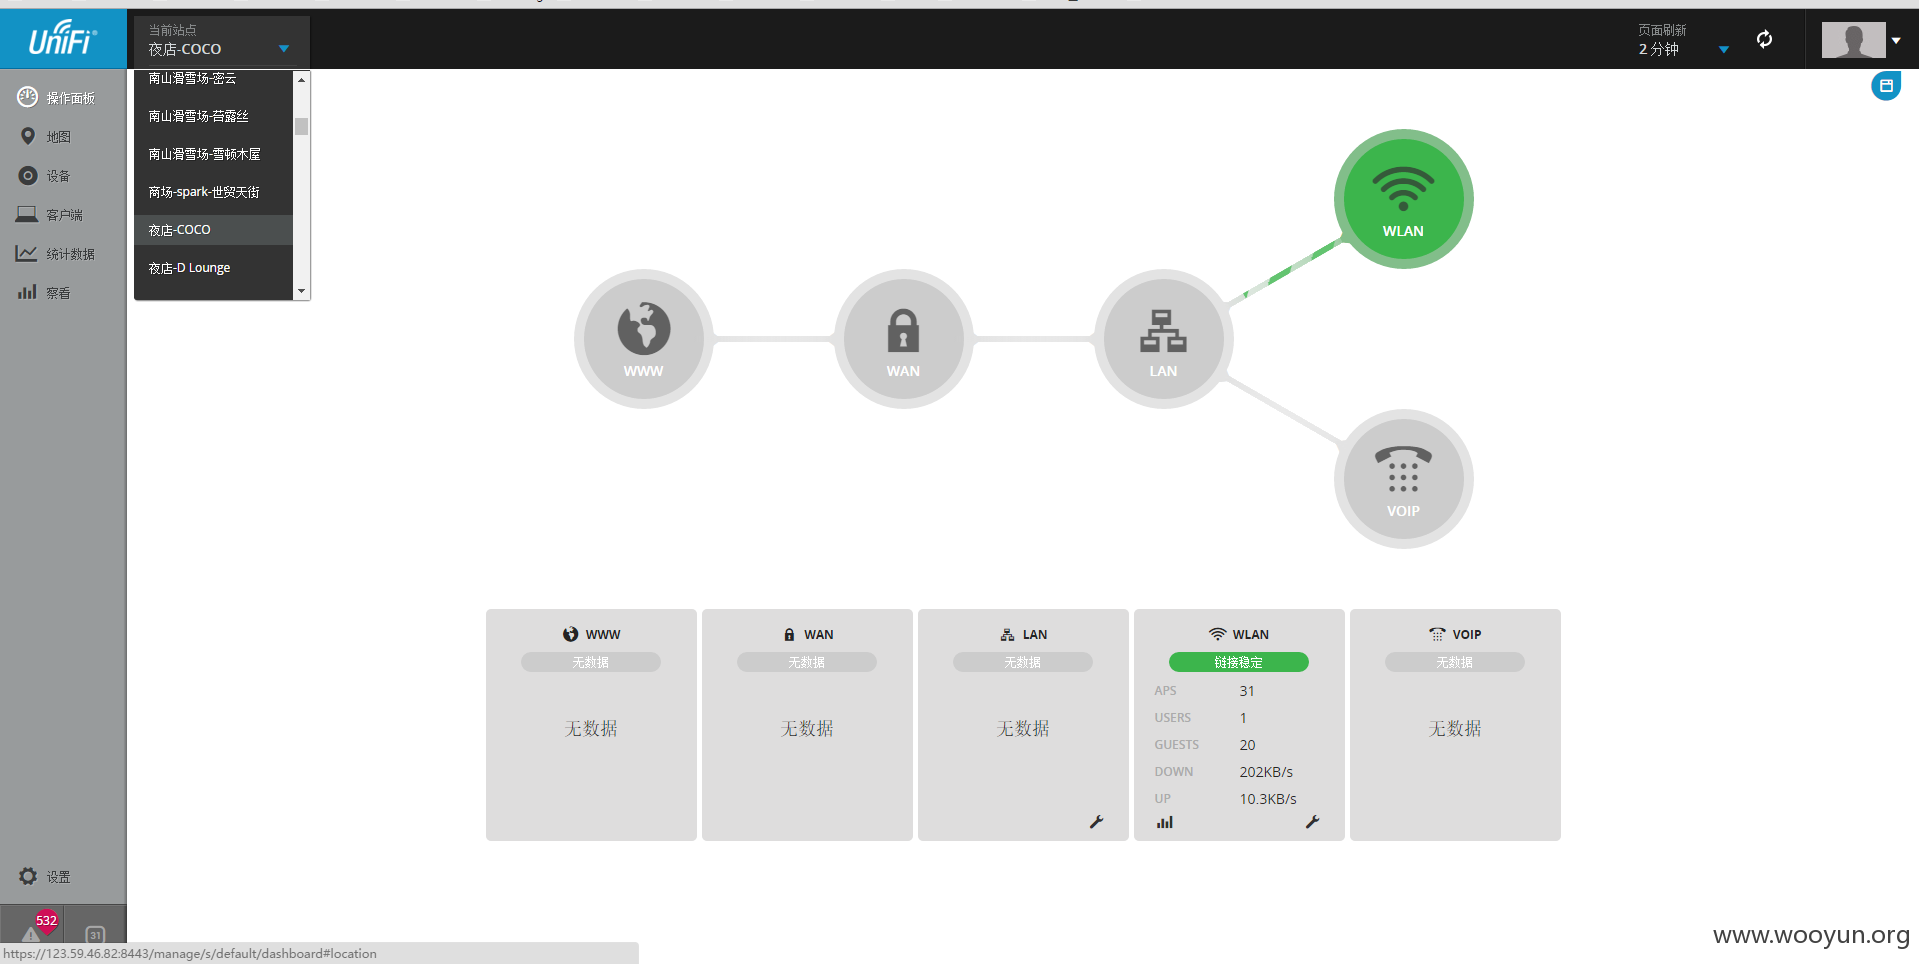 UniFi
当前站点
夜店-COCO
页面刷新
2 分钟
南山滑雪场-密云
南山滑雪场-苔露丝
南山滑雪场-雪顿木屋
商场-spark-世贸天街
夜店-COCO
夜店-D Lounge
操作面板
地图
设备
客户端
统计数据
察看
设置
532
31
WWW
WAN
LAN
WLAN
VOIP
WWW
无数据
无数据
WAN
无数据
无数据
LAN
无数据
无数据
WLAN
链接稳定
APS 31
USERS 1
GUESTS 20
DOWN 202KB/s
UP 10.3KB/s
VOIP
无数据
无数据
https://123.59.46.82:8443/manage/s/default/dashboard#location
www.wooyun.org